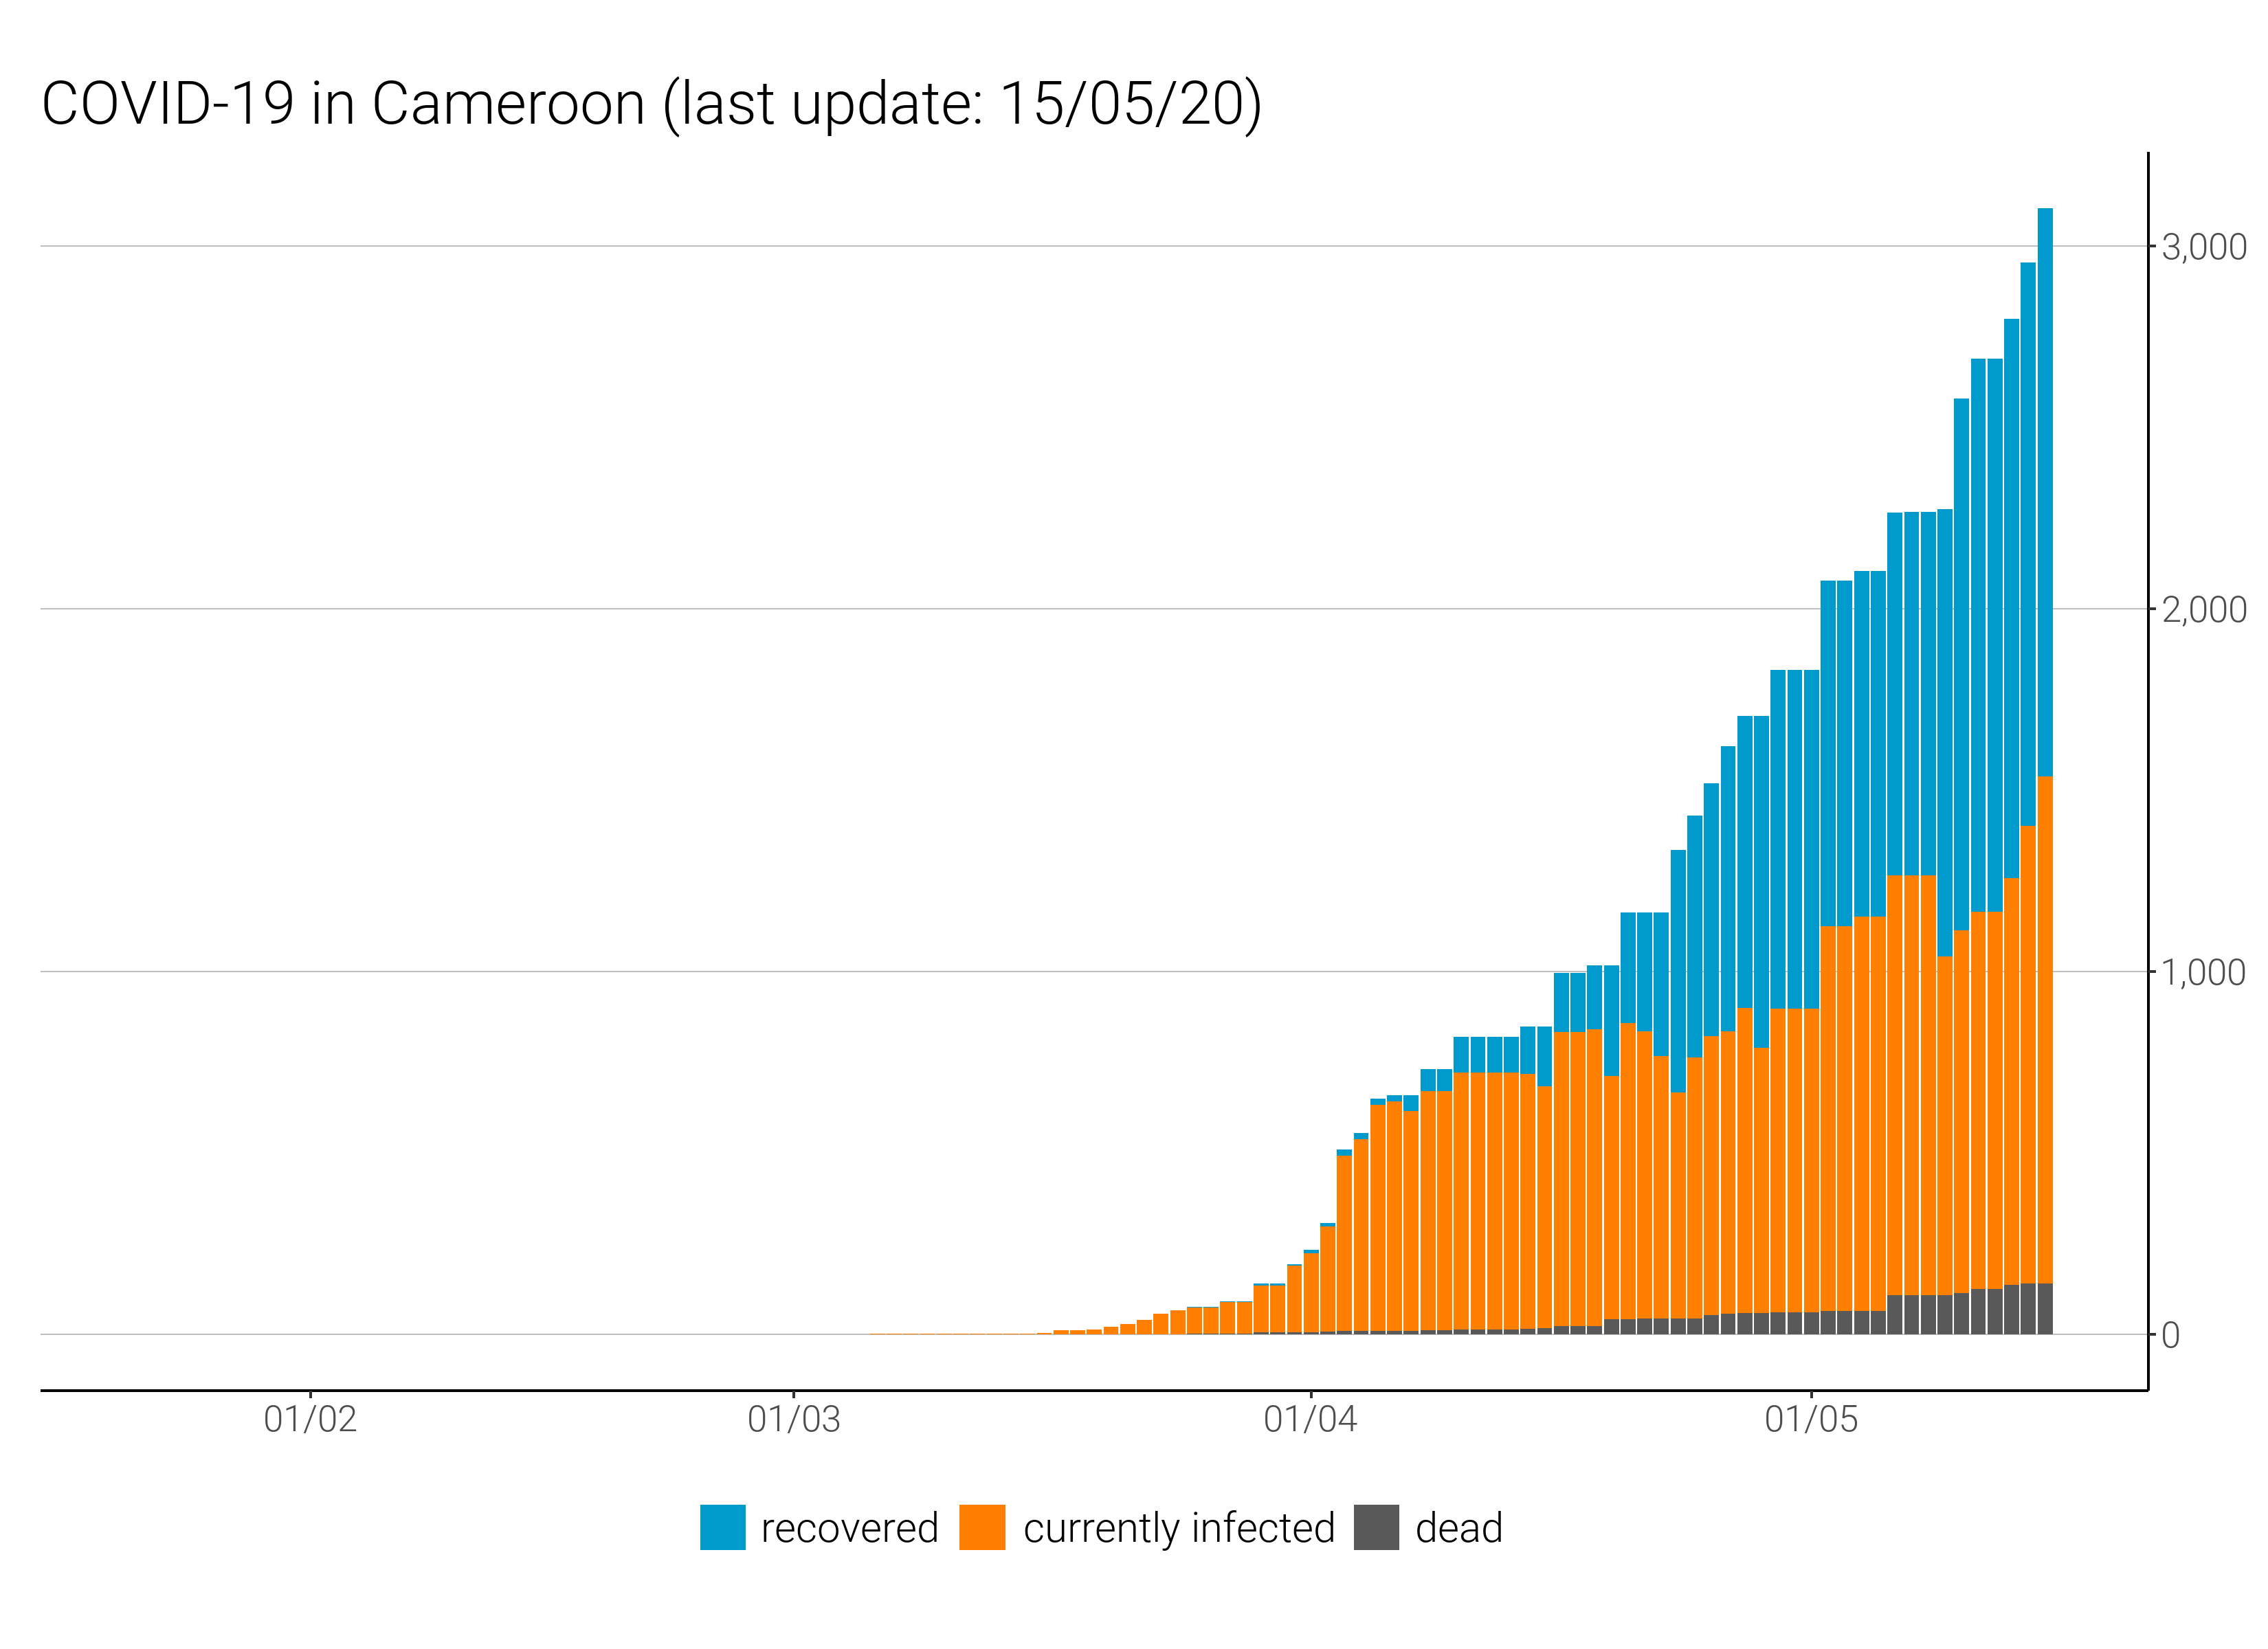 COVID-19 in Cameroon (last update: 15/05/20)
3,000
2,000
1,000
0
01/02 01/03 01/04 01/05
recovered currently infected dead